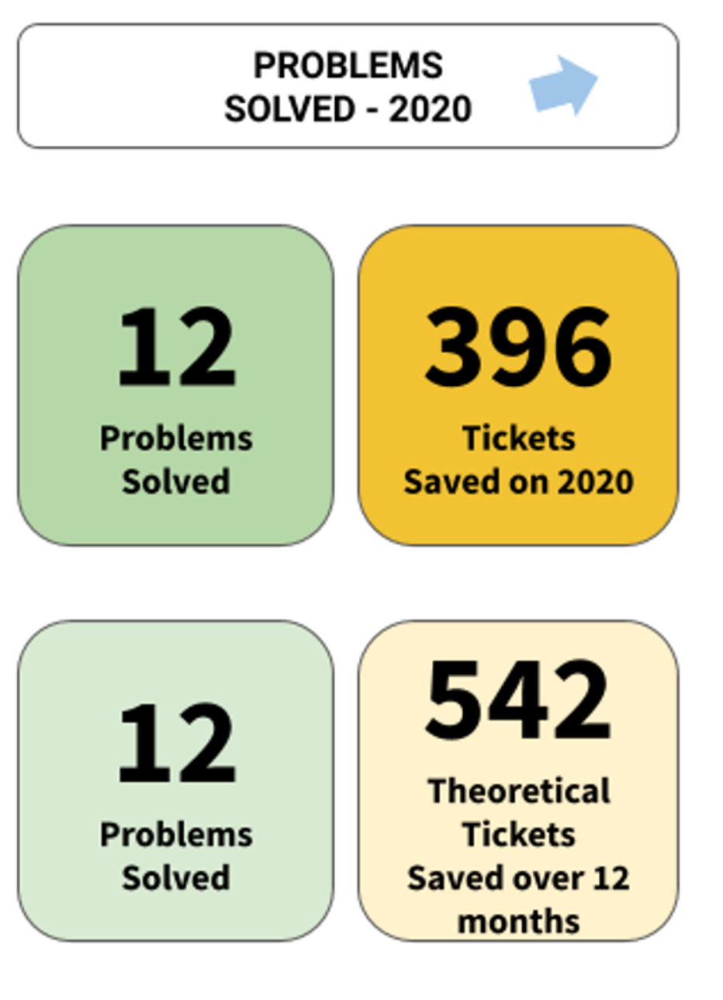 PROBLEMS
SOLVED - 2020
12
Problems
Solved
396
Tickets
Saved on 2020
12
Problems
Solved
542
Theoretical
Tickets
Saved over 12
months